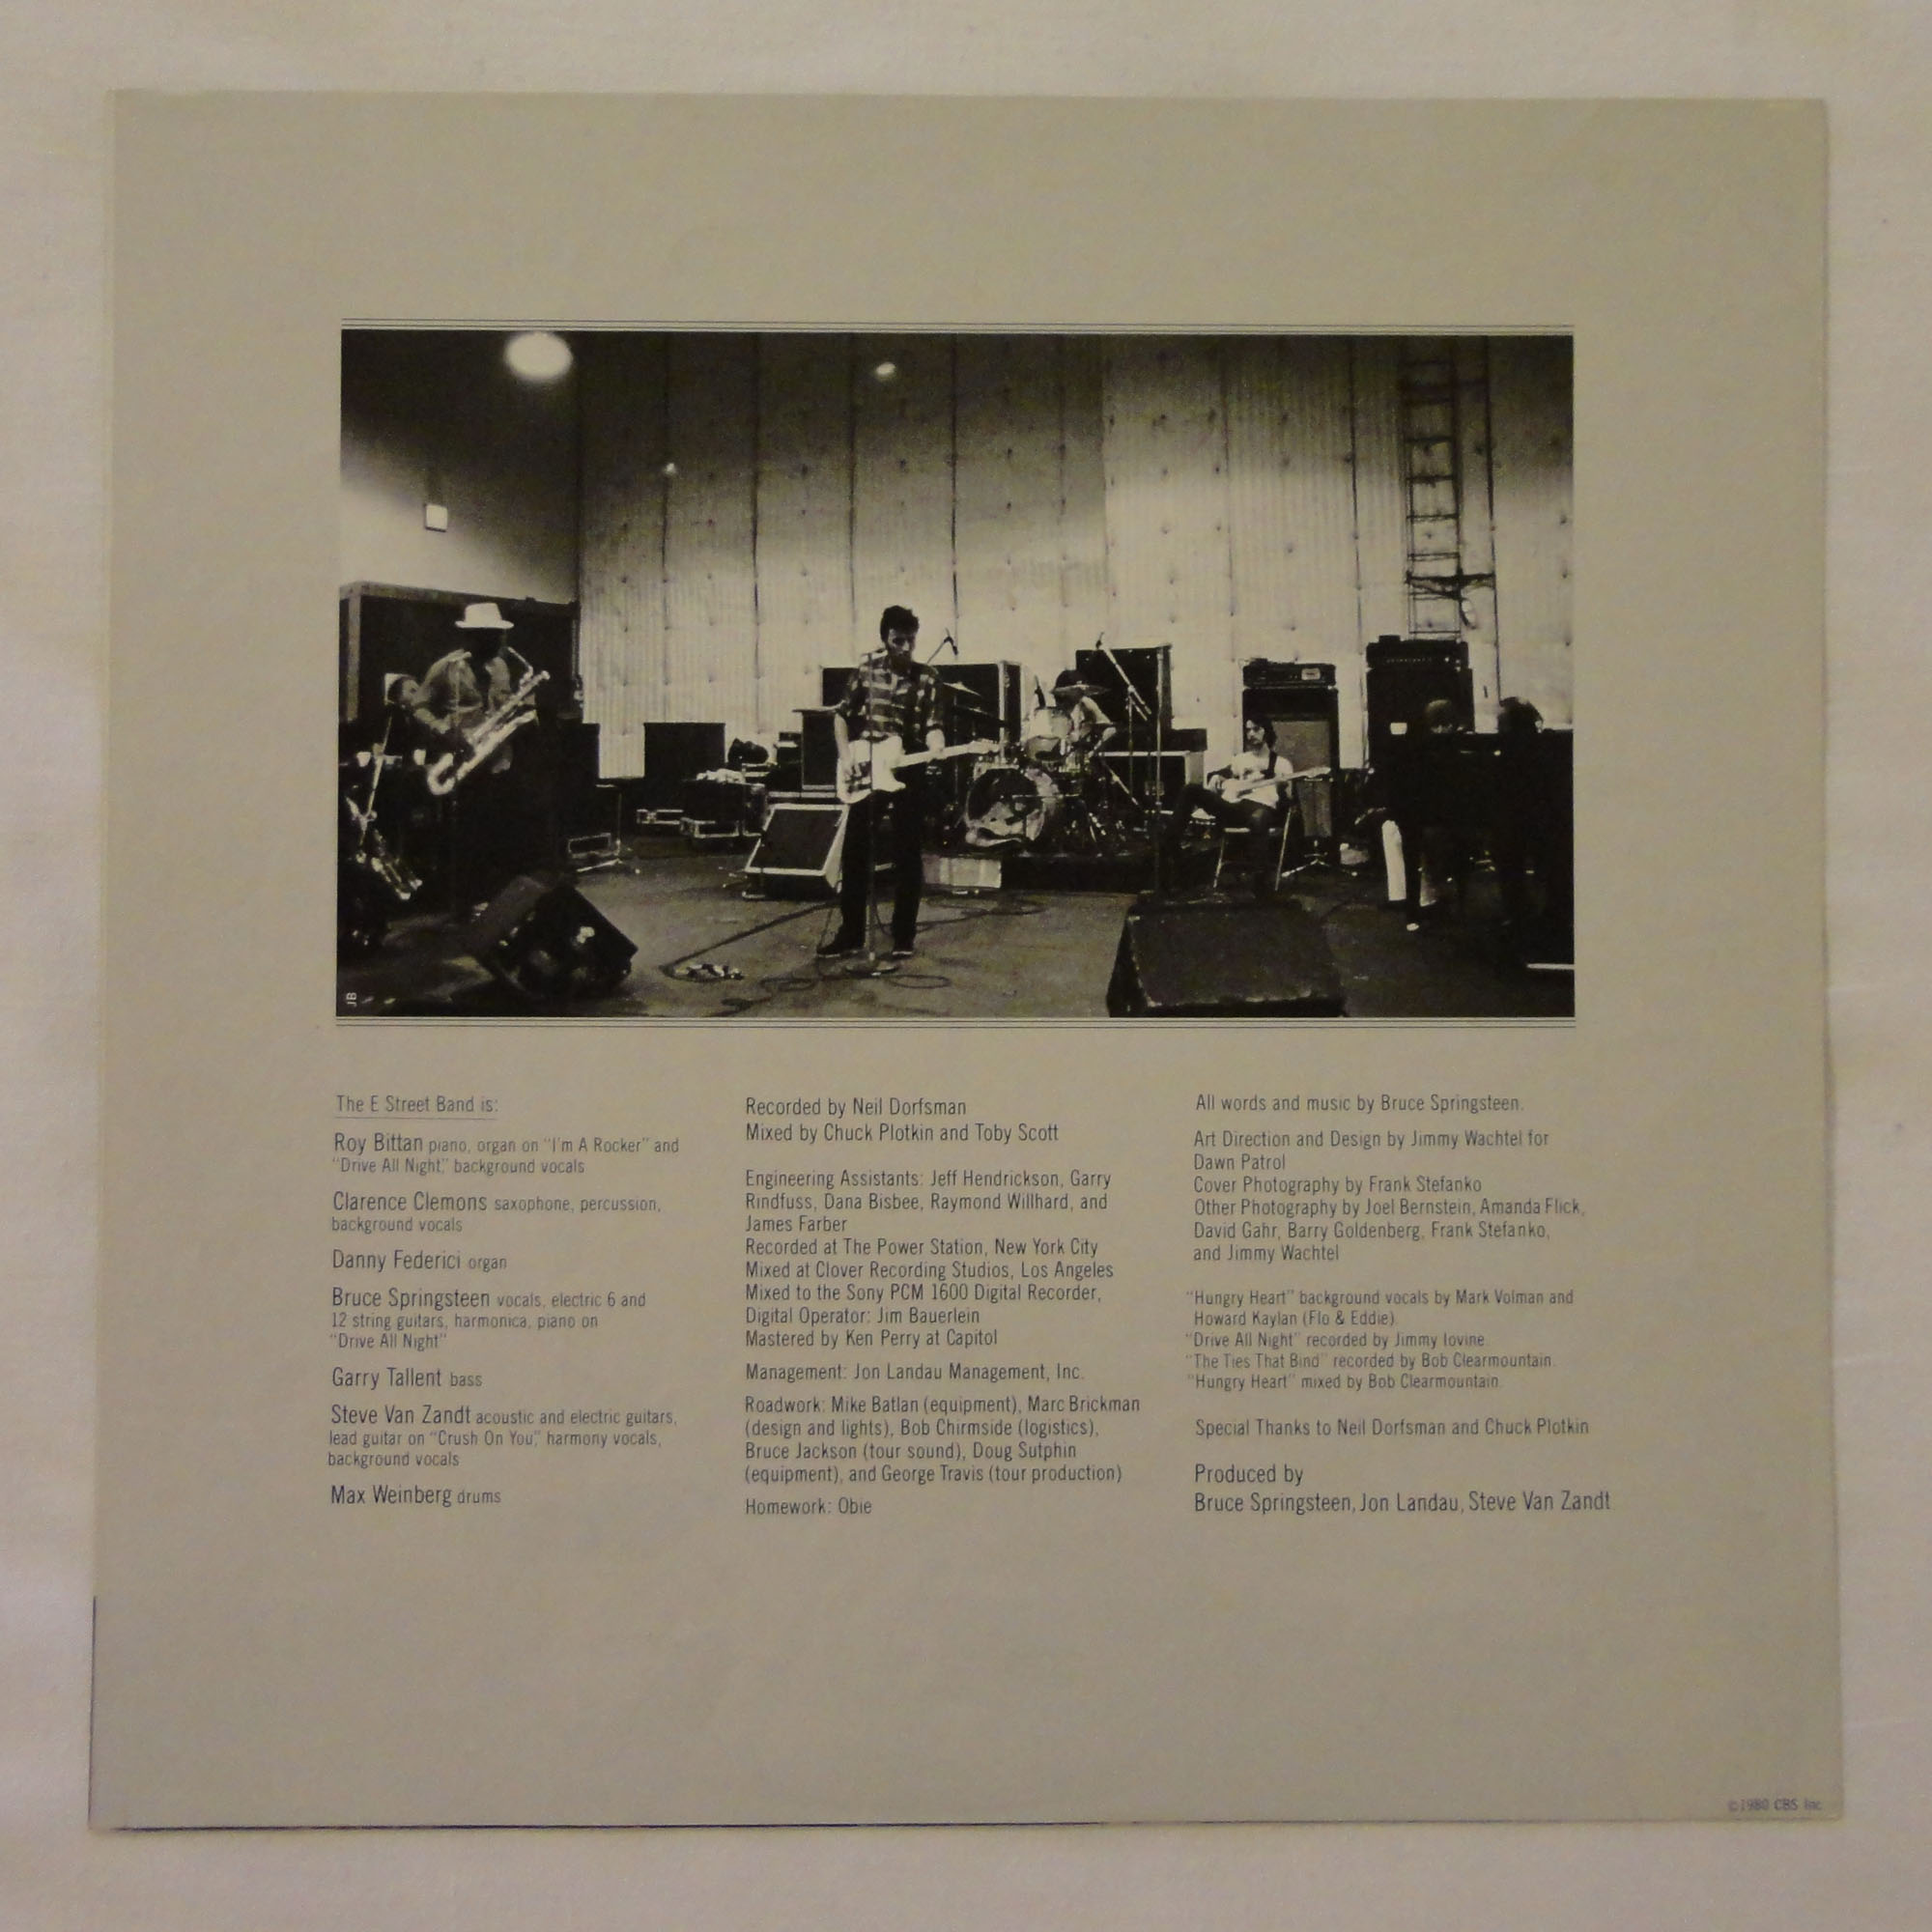 JB
The E Street Band is:
Roy Bittan piano, organ on "I'm A Rocker" and
"Drive All Night," background vocals
Clarence Clemons saxophone, percussion,
background vocals
Danny Federici organ
Bruce Springsteen vocals, electric 6 and
12 string guitars, harmonica, piano on
"Drive All Night"
Garry Tallent bass
Steve Van Zandt acoustic and electric guitars,
lead guitar on "Crush On You," harmony vocals,
background vocals
Max Weinberg drums
Recorded by Neil Dorfsman
Mixed by Chuck Plotkin and Toby Scott
Engineering Assistants: Jeff Hendrickson, Garry
Rindfuss, Dana Bisbee, Raymond Willhard, and
James Farber
Recorded at The Power Station, New York City
Mixed at Clover Recording Studios, Los Angeles
Mixed to the Sony PCM 1600 Digital Recorder,
Digital Operator: Jim Bauerlein
Mastered by Ken Perry at Capitol
Management: Jon Landau Management, Inc.
Roadwork: Mike Batlan (equipment), Marc Brickman
(design and lights), Bob Chirmside (logistics),
Bruce Jackson (tour sound), Doug Sutphin
(equipment), and George Travis (tour production)
Homework: Obie
All words and music by Bruce Springsteen.
Art Direction and Design by Jimmy Wachtel for
Dawn Patrol
Cover Photography by Frank Stefanko
Other Photography by Joel Bernstein, Amanda Flick,
David Gahr, Barry Goldenberg, Frank Stefanko,
and Jimmy Wachtel
"Hungry Heart" background vocals by Mark Volman and
Howard Kaylan (Flo & Eddie).
"Drive All Night" recorded by Jimmy Iovine.
"The Ties That Bind" recorded by Bob Clearmountain.
"Hungry Heart" mixed by Bob Clearmountain.
Special Thanks to Neil Dorfsman and Chuck Plotkin
Produced by
Bruce Springsteen, Jon Landau, Steve Van Zandt
©1980 CBS Inc.